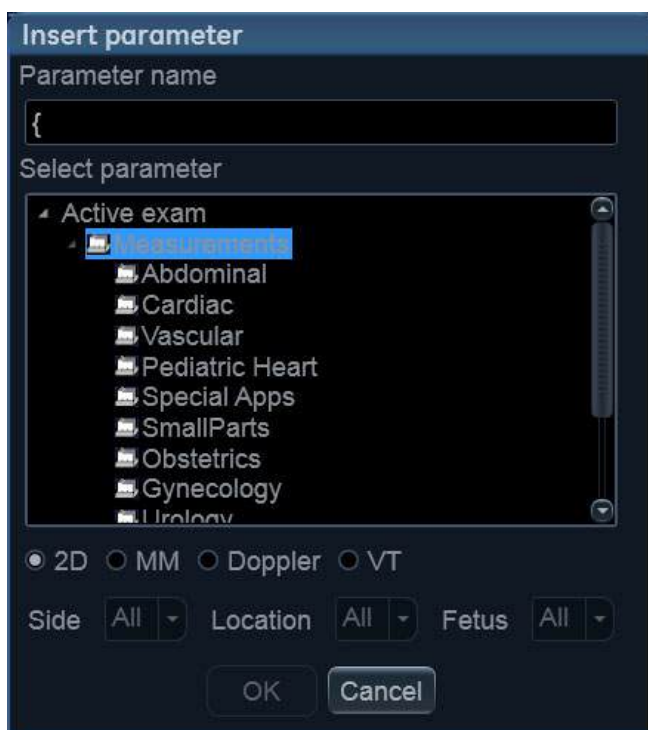 Insert parameter
Parameter name
{
Select parameter
Active exam
Measurements
Abdominal
Cardiac
Vascular
Pediatric Heart
Special Apps
SmallParts
Obstetrics
Gynecology
Urology
2D MM Doppler VT
Side All Location All Fetus All
OK Cancel